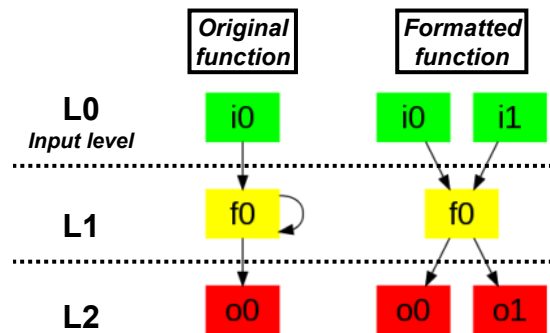 Original
function
Formatted
function
L0
Input level
i0
i0
i1
L1
f0
f0
L2
o0
o0
o1